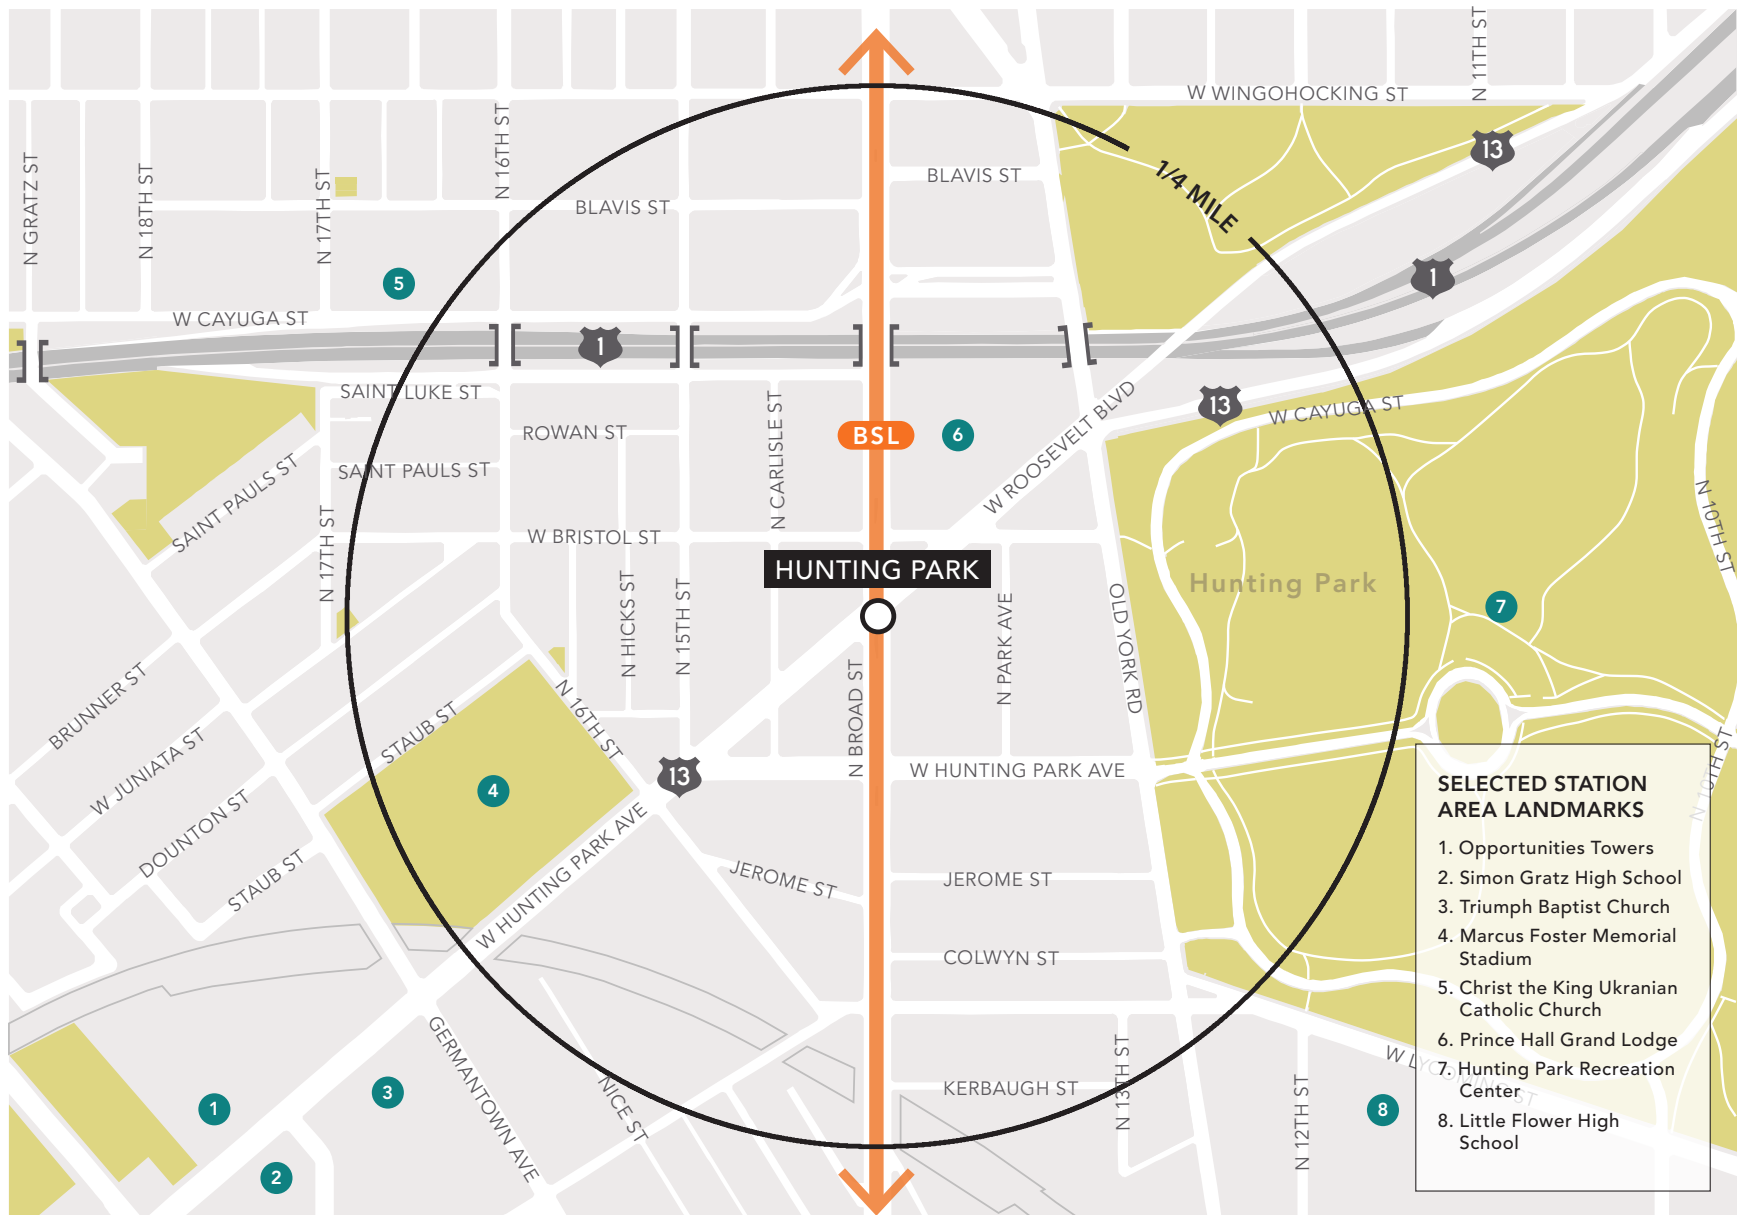 N 11TH ST
W WINGOHOCKING ST
13
N 16TH ST
1/4 MILE
N GRATZ ST
N 18TH ST
N 17TH ST
BLAVIS ST
BLAVIS ST
5
1
W CAYUGA ST
1
SAINT LUKE ST
13
W CAYUGA ST
W ROOSEVELT BLVD
ROWAN ST
N CARLISLE ST
BSL
6
SAINT PAULS ST
SAINT PAULS ST
N 10TH ST
N 17TH ST
W BRISTOL ST
HUNTING PARK
Hunting Park
7
N HICKS ST
N 15TH ST
N PARK AVE
OLD YORK RD
BRUNNER ST
N 16TH ST
N BROAD ST
STAUB ST
W JUNIATA ST
13
W HUNTING PARK AVE
4
N 10TH ST
DOUNTON ST
STAUB ST
W HUNTING PARK AVE
JEROME ST
JEROME ST
COLWYN ST
GERMANTOWN AVE
NICE ST
KERBAUGH ST
N 13TH ST
N 12TH ST
W LYCOMING ST
3
1
2
8
SELECTED STATION
AREA LANDMARKS
1. Opportunities Towers
2. Simon Gratz High School
3. Triumph Baptist Church
4. Marcus Foster Memorial
Stadium
5. Christ the King Ukranian
Catholic Church
6. Prince Hall Grand Lodge
7. Hunting Park Recreation
Center
8. Little Flower High
School